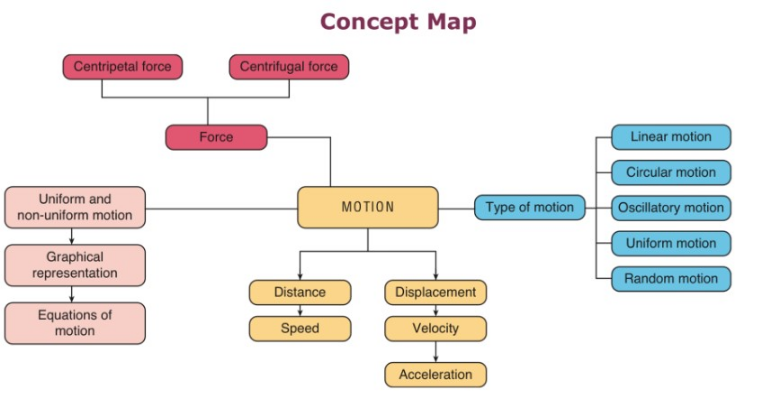 Concept Map
Centripetal force
Centrifugal force
Force
Linear motion
Circular motion
Uniform and
non-uniform motion
MOTION
Type of motion
Oscillatory motion
Uniform motion
Graphical
representation
Random motion
Distance
Displacement
Equations of
motion
Speed
Velocity
Acceleration